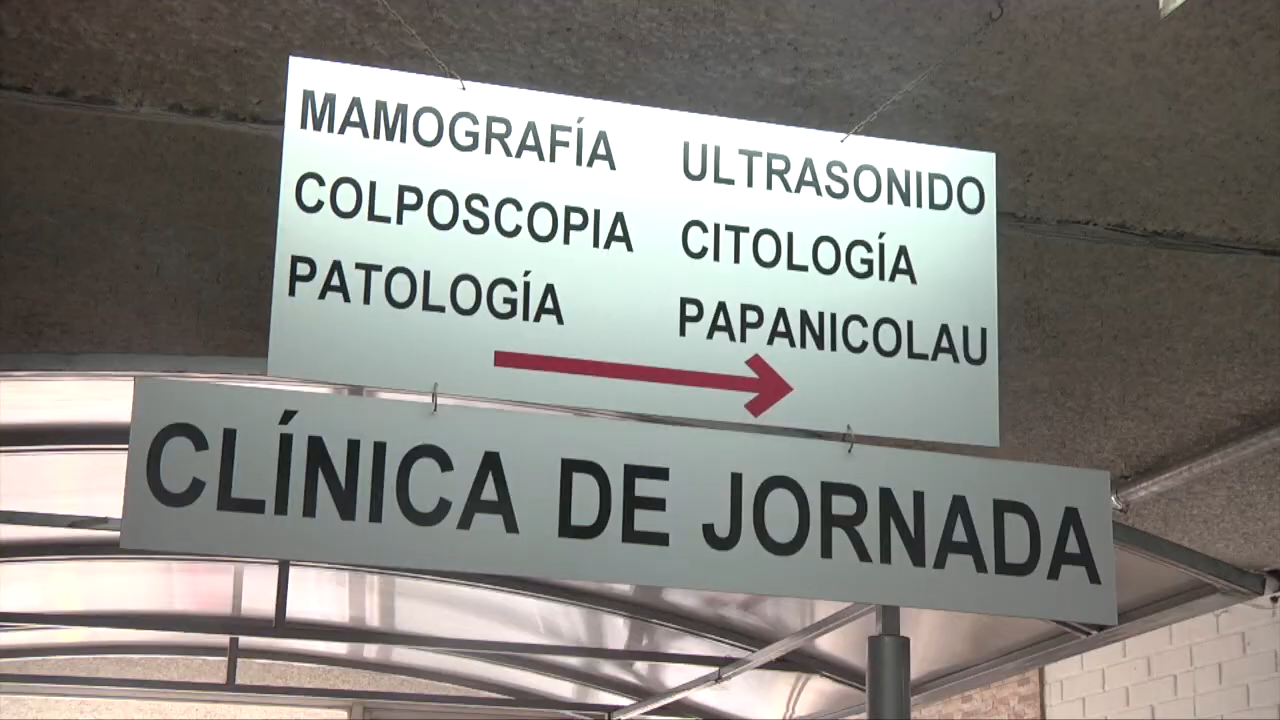 MAMOGRAFÍA ULTRASONIDO
COLPOSCOPIA CITOLOGÍA
PATOLOGÍA PAPANICOLAU
CLÍNICA DE JORNADA